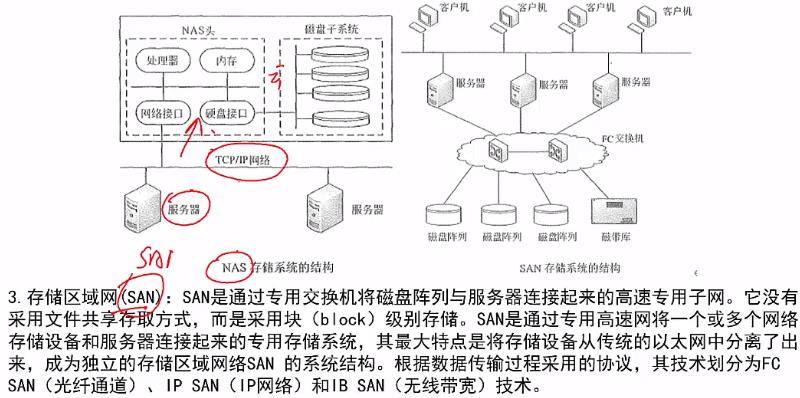 NAS头
磁盘子系统
处理器
内存
网络接口
硬盘接口
TCP/IP网络
服务器
服务器
NAS 存储系统的结构
客户机
客户机
客户机
客户机
服务器
服务器
服务器
FC交换机
磁盘阵列
磁盘阵列
磁盘阵列
磁带库
SAN 存储系统的结构
3. 存储区域网(SAN)：SAN是通过专用交换机将磁盘阵列与服务器连接起来的高速专用子网。它没有
采用文件共享存取方式，而是采用块（block）级别存储。SAN是通过专用高速网将一个或多个网络
存储设备和服务器连接起来的专用存储系统，其最大特点是将存储设备从传统的以太网中分离了出
来，成为独立的存储区域网络SAN 的系统结构。根据数据传输过程采用的协议，其技术划分为FC
SAN（光纤通道）、IP SAN（IP网络）和IB SAN（无线带宽）技术。